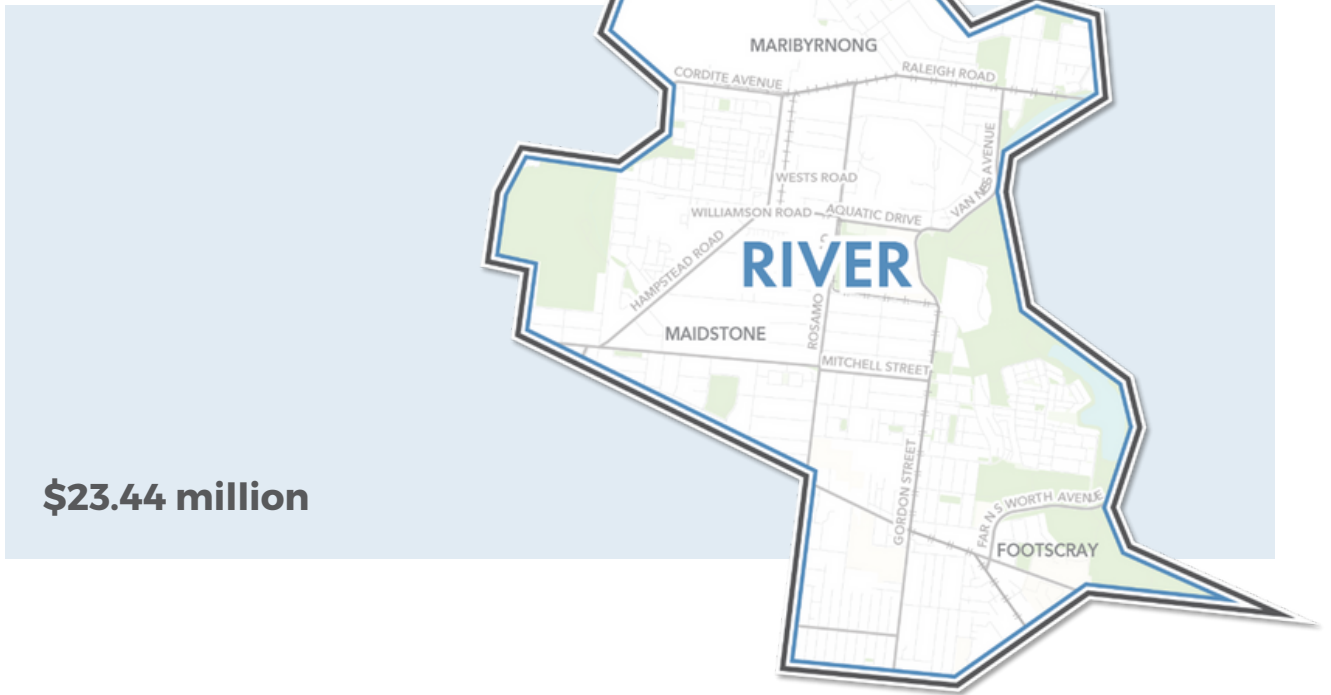 MARIBYRNONG
CORDITE AVENUE
RALEIGH ROAD
VAN NESS AVENUE
WESTS ROAD
WILLIAMSON ROAD
AQUATIC DRIVE
HAMPSTEAD ROAD
RIVER
ROSAMO
MAIDSTONE
MITCHELL STREET
GORDON STREET
$23.44 million
FARNSWORTH AVENUE
FOOTSCRAY